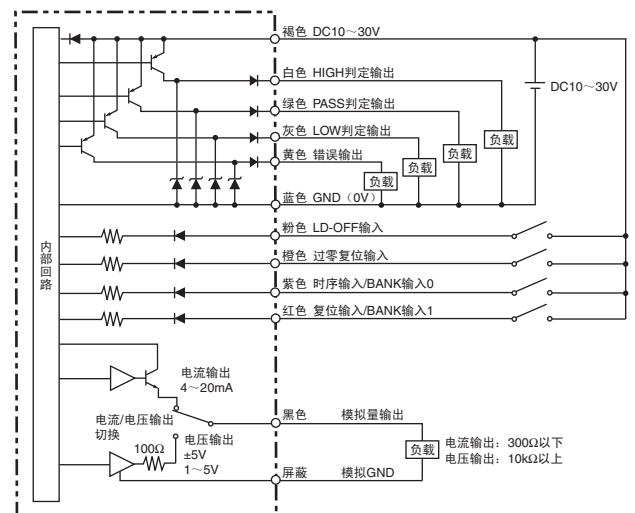 褐色 DC10～30V
白色 HIGH判定输出
DC10～30V
绿色 PASS判定输出
灰色 LOW判定输出
负载
负载
负载
黄色 错误输出
负载
蓝色 GND（0V）
粉色 LD-OFF输入
内部回路
橙色 过零复位输入
紫色 时序输入/BANK输入0
红色 复位输入/BANK输入1
电流输出
4～20mA
电流/电压输出
切换
黑色 模拟量输出
100Ω
电压输出
±5V
1～5V
负载
电流输出：300Ω以下
电压输出：10kΩ以上
屏蔽 模拟GND